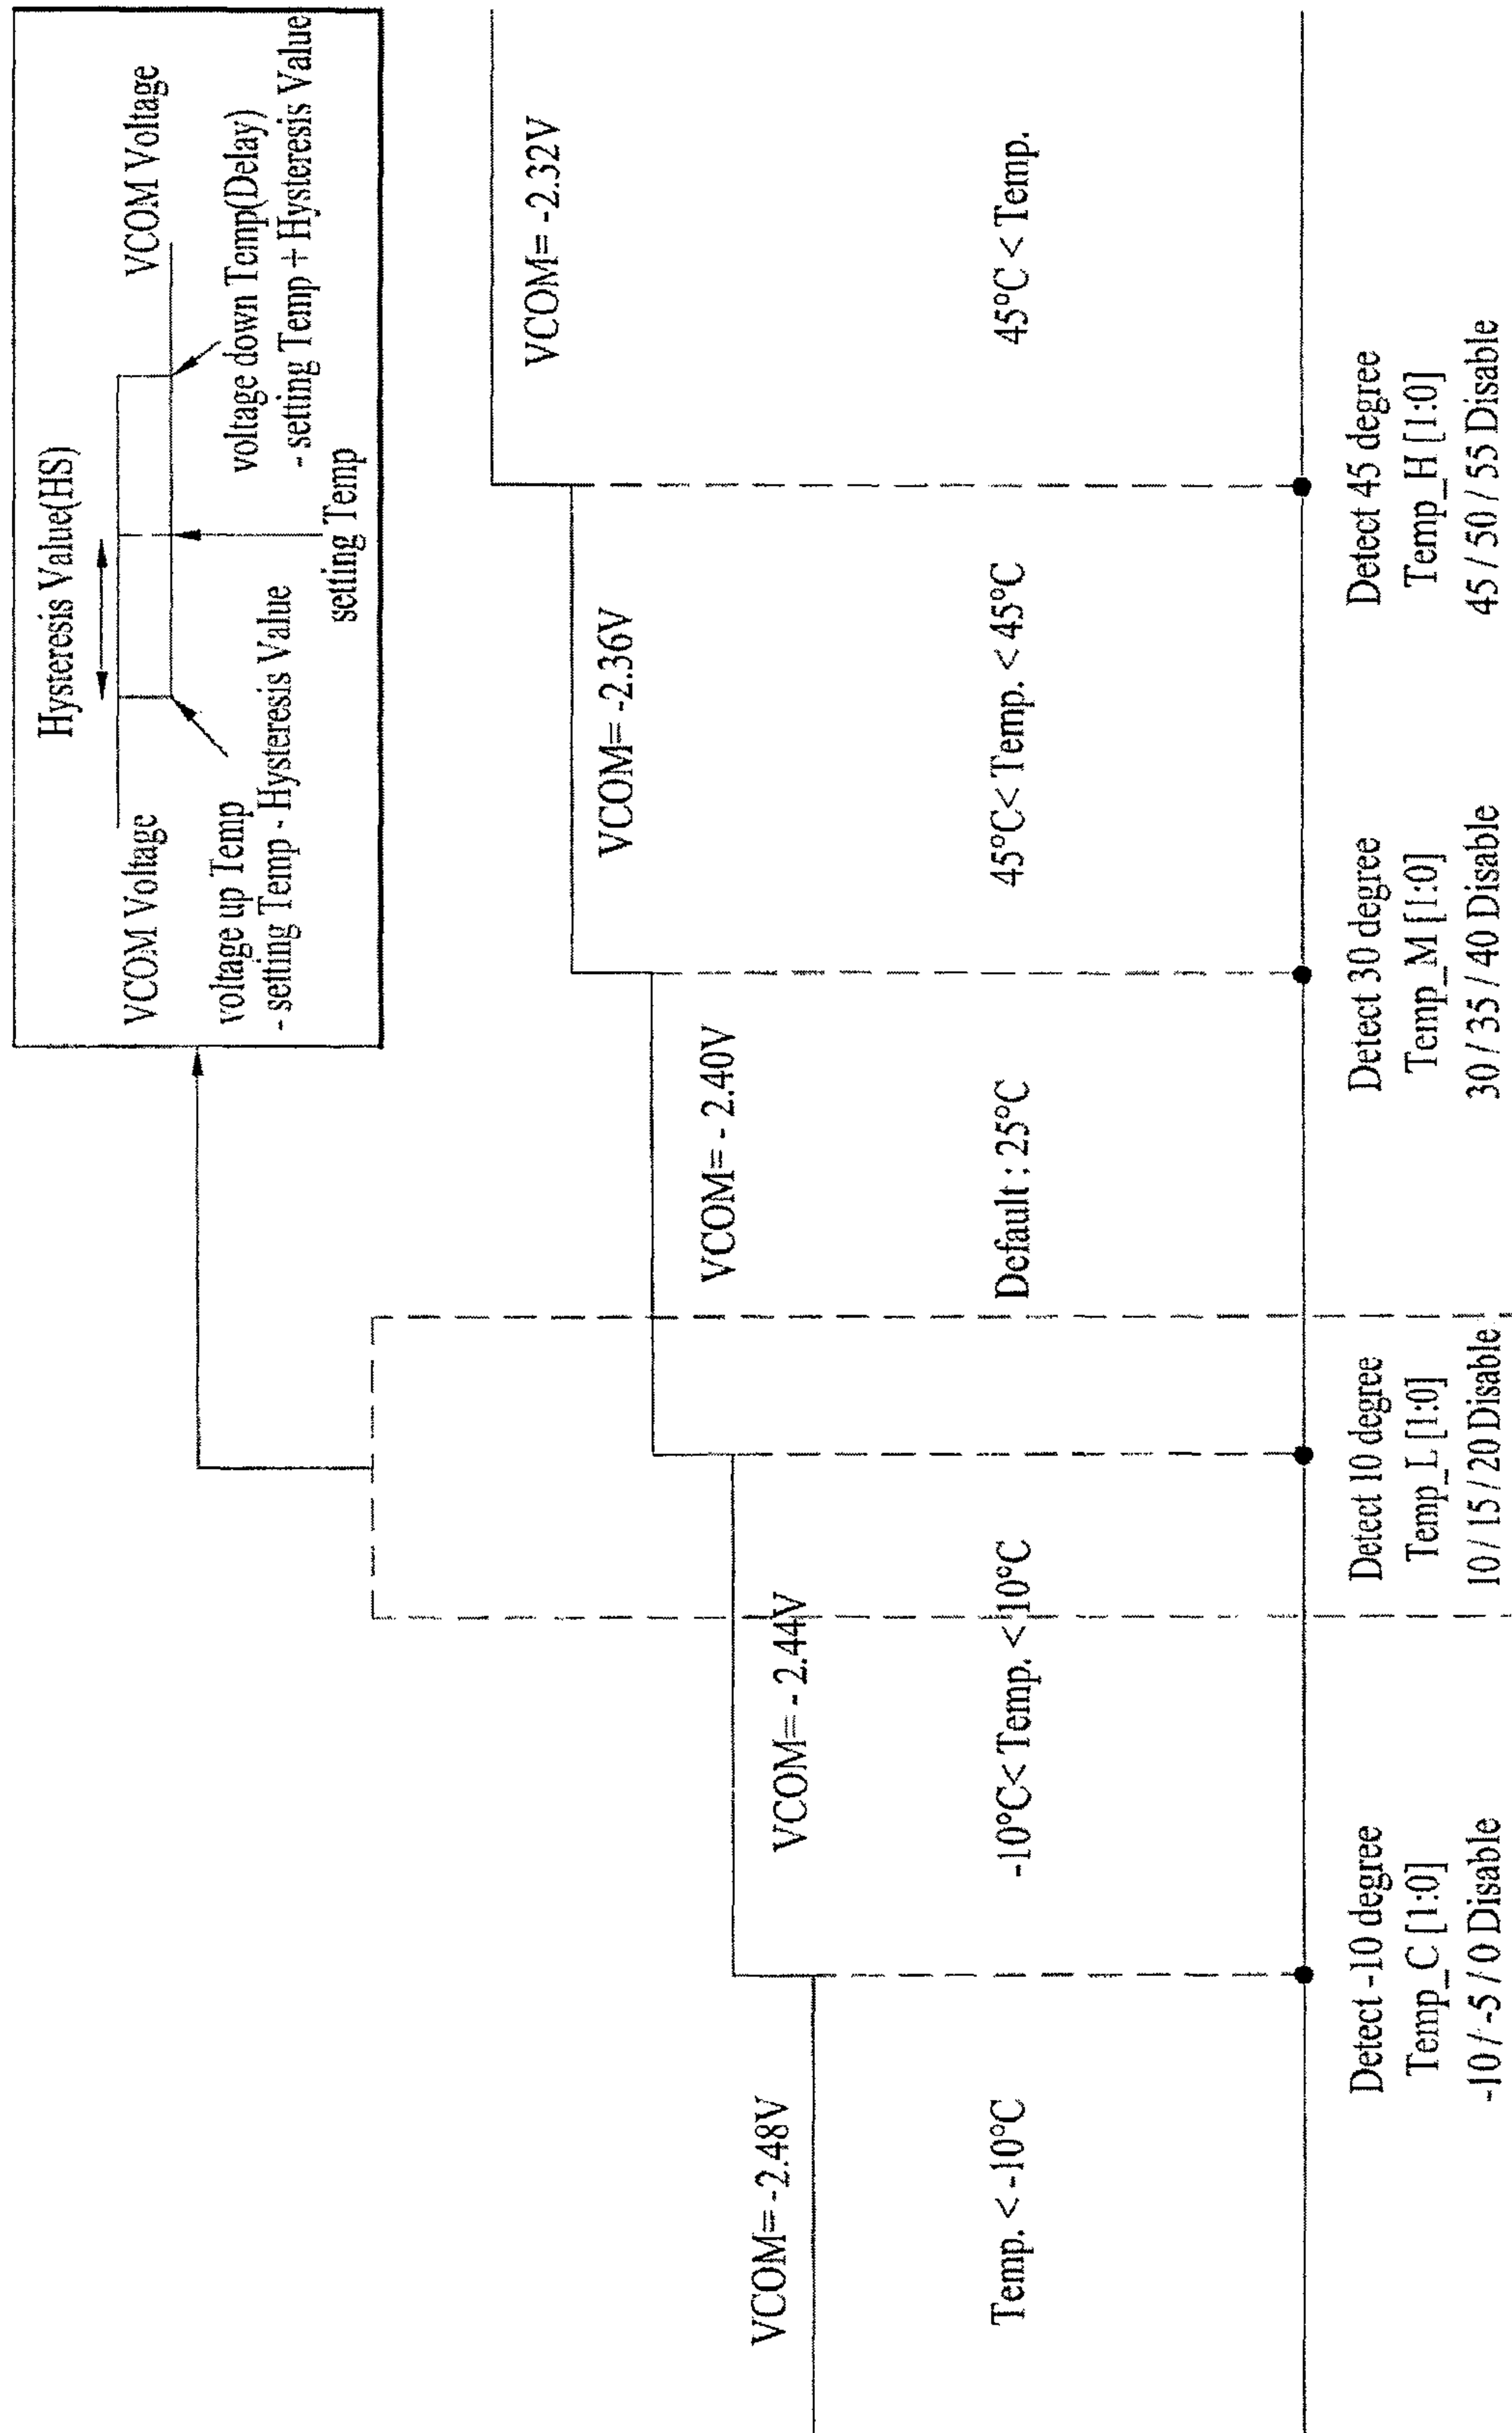 Hysteresis Value(HS)
VCOM Voltage
VCOM Voltage
voltage up Temp
- setting Temp - Hysteresis Value
voltage down Temp(Delay)
- setting Temp + Hysteresis Value
setting Temp
VCOM= -2.48V
VCOM= - 2.44V
VCOM= - 2.40V
VCOM= -2.36V
VCOM= -2.32V
Temp. < -10°C
-10°C< Temp. < 10°C
Default : 25°C
45°C< Temp. < 45°C
45°C < Temp.
Detect -10 degree
Temp_C [1:0]
-10 / -5 / 0 Disable
Detect 10 degree
Temp_L [1:0]
10 / 15 / 20 Disable
Detect 30 degree
Temp_M [1:0]
30 / 35 / 40 Disable
Detect 45 degree
Temp_H [1:0]
45 / 50 / 55 Disable